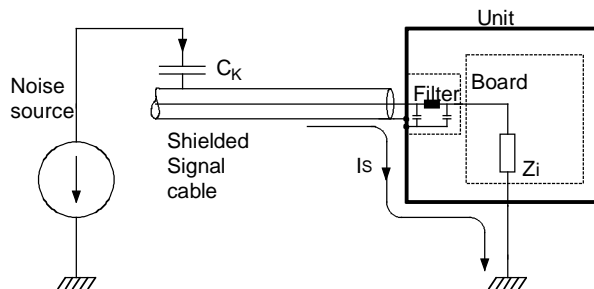 Unit
C_K
Noise
source
Filter
Board
Shielded
Signal
cable
Is
Zi